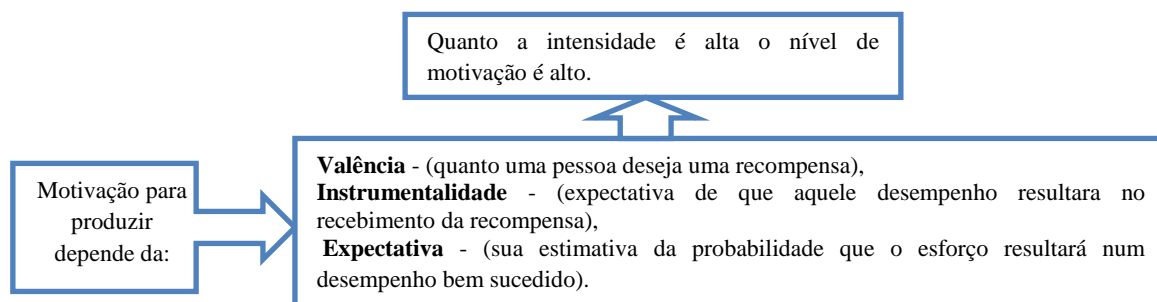 Quanto a intensidade é alta o nível de
motivação é alto.
Motivação para
produzir
depende da:
Valência - (quanto uma pessoa deseja uma recompensa),
Instrumentalidade - (expectativa de que aquele desempenho resultara no
recebimento da recompensa),
Expectativa - (sua estimativa da probabilidade que o esforço resultará num
desempenho bem sucedido).